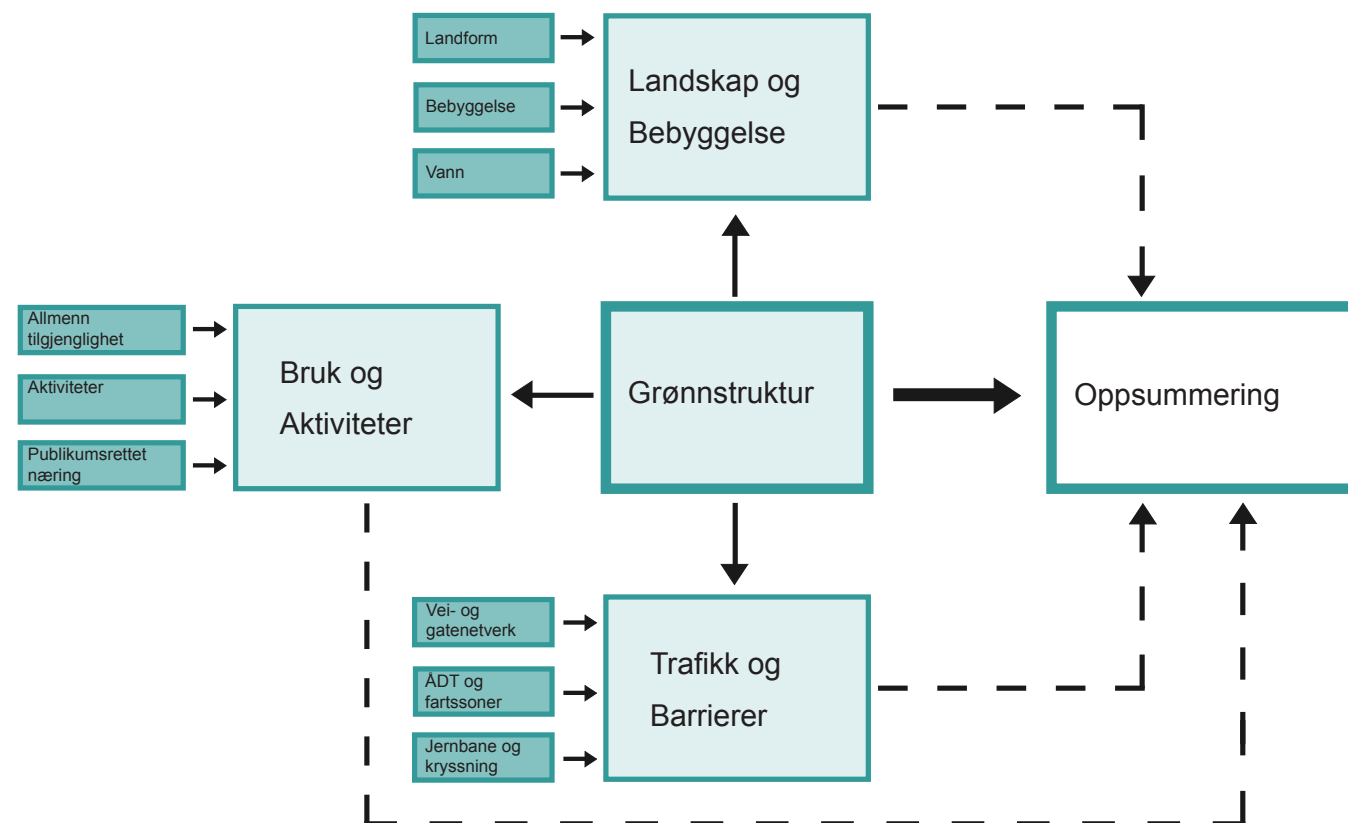 Landform
Bebyggelse
Vann
Landskap og
Bebyggelse
Allmenn
tilgjenglighet
Aktiviteter
Publikumsrettet
næring
Bruk og
Aktiviteter
Grønnstruktur
Oppsummering
Vei- og
gatenetverk
ÅDT og
fartssoner
Jernbane og
kryssning
Trafikk og
Barrierer